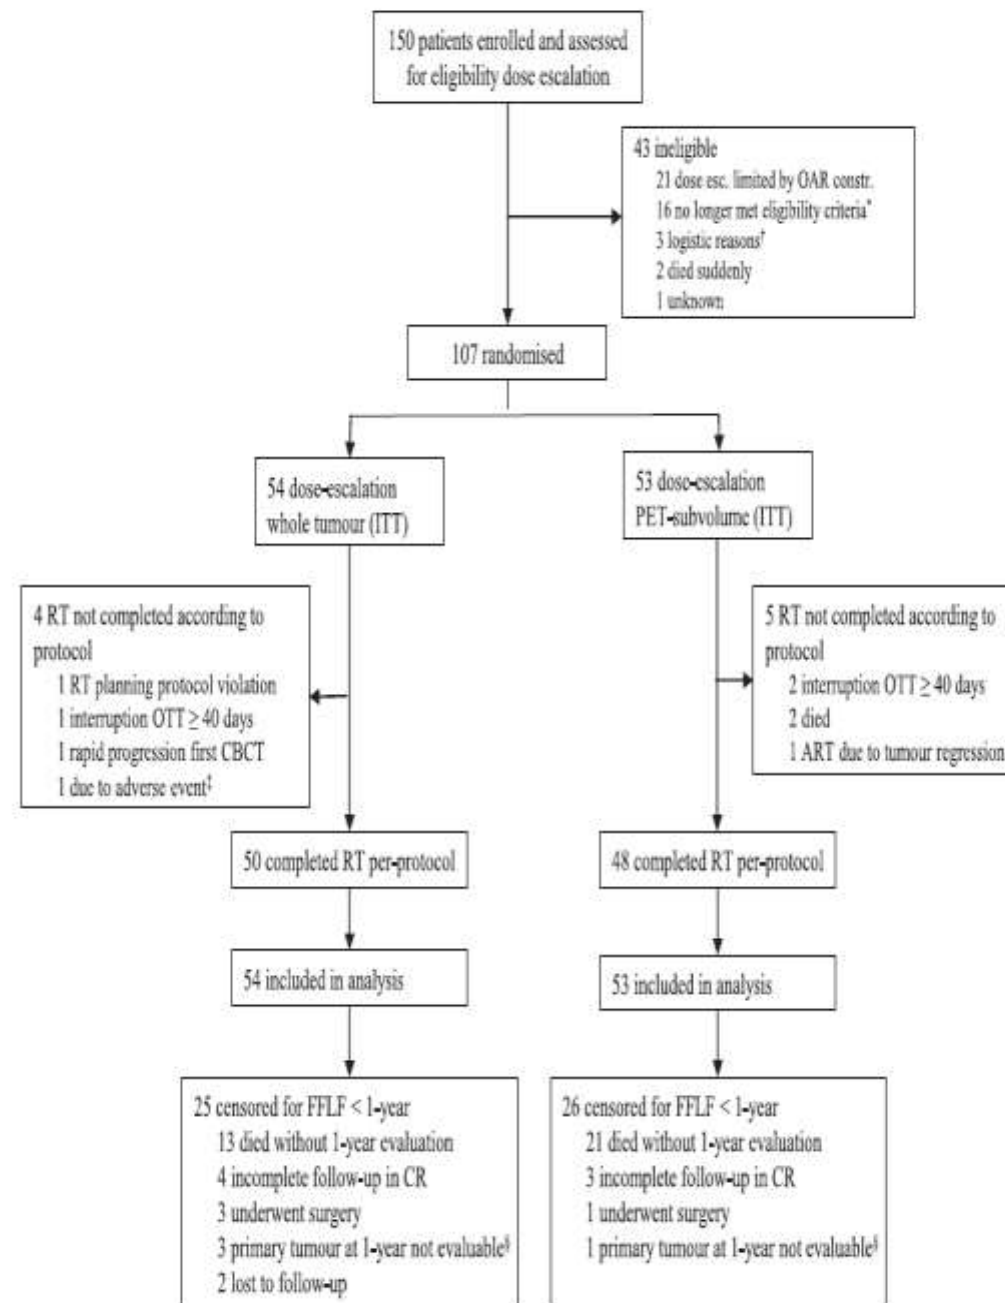 150 patients enrolled and assessed
for eligibility dose escalation
43 ineligible
21 dose esc. limited by OAR constr.
16 no longer met eligibility criteria*
3 logistic reasons†
2 died suddenly
1 unknown
107 randomised
54 dose-escalation
whole tumour (ITT)
53 dose-escalation
PET-subvolume (ITT)
4 RT not completed according to
protocol
1 RT planning protocol violation
1 interruption OTT ≥ 40 days
1 rapid progression first CBCT
1 due to adverse event‡
5 RT not completed according to
protocol
2 interruption OTT ≥ 40 days
2 died
1 ART due to tumour regression
50 completed RT per-protocol
48 completed RT per-protocol
54 included in analysis
53 included in analysis
25 censored for FFLF < 1-year
13 died without 1-year evaluation
4 incomplete follow-up in CR
3 underwent surgery
3 primary tumour at 1-year not evaluable§
2 lost to follow-up
26 censored for FFLF < 1-year
21 died without 1-year evaluation
3 incomplete follow-up in CR
1 underwent surgery
1 primary tumour at 1-year not evaluable§